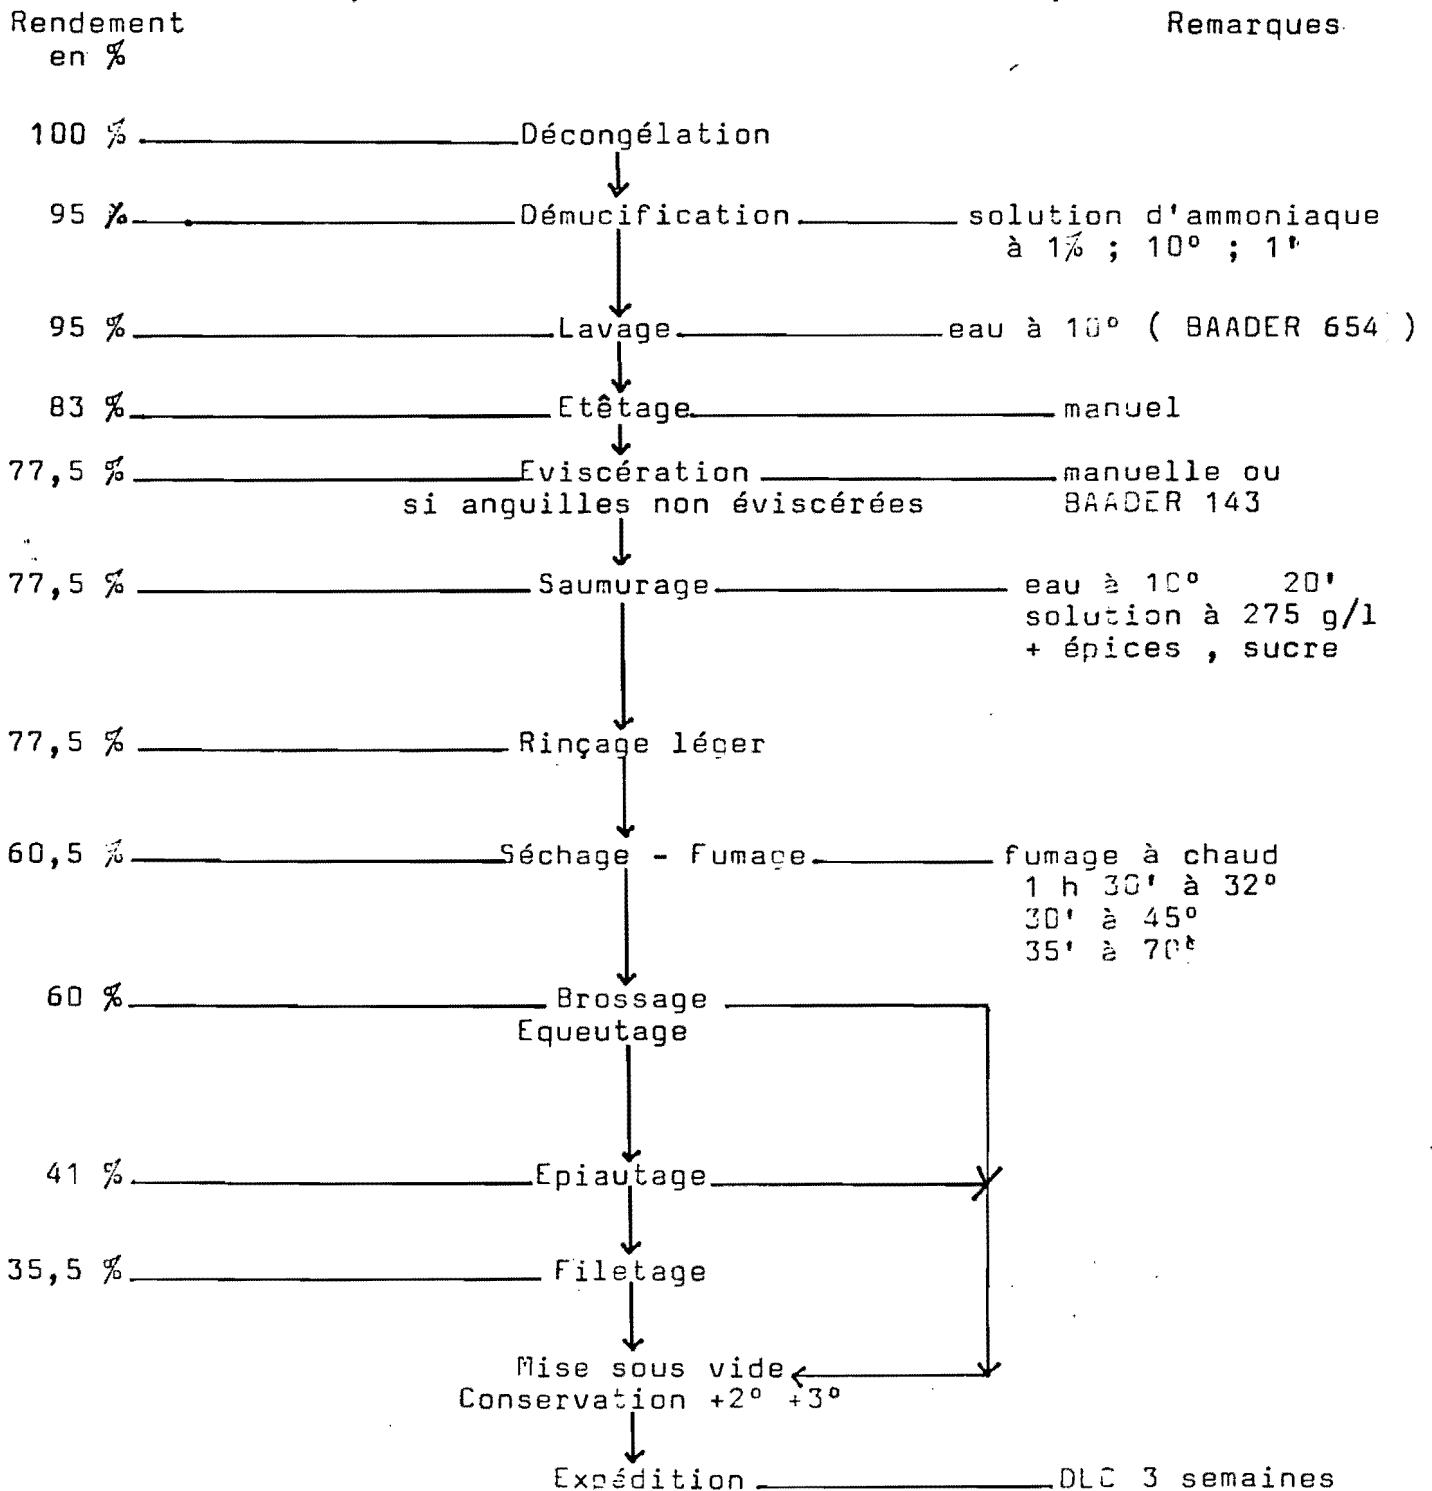 Rendement
en %
Remarques
100 % Décongélation
95 % Démucification solution d'ammoniaque
à 1% ; 10° ; 1'
95 % Lavage eau à 10° ( BAADER 654 )
83 % Etêtage manuel
77,5 % Eviscération manuelle ou
si anguilles non éviscérées BAADER 143
77,5 % Saumurage eau à 10° 20'
solution à 275 g/l
+ épices , sucre
77,5 % Rinçage léger
60,5 % Séchage - Fumage fumage à chaud
1 h 30' à 32°
30' à 45°
35' à 70°
60 % Brossage
Equeutage
41 % Epiautage
35,5 % Filetage
Mise sous vide
Conservation +2° +3°
Expédition DLC 3 semaines